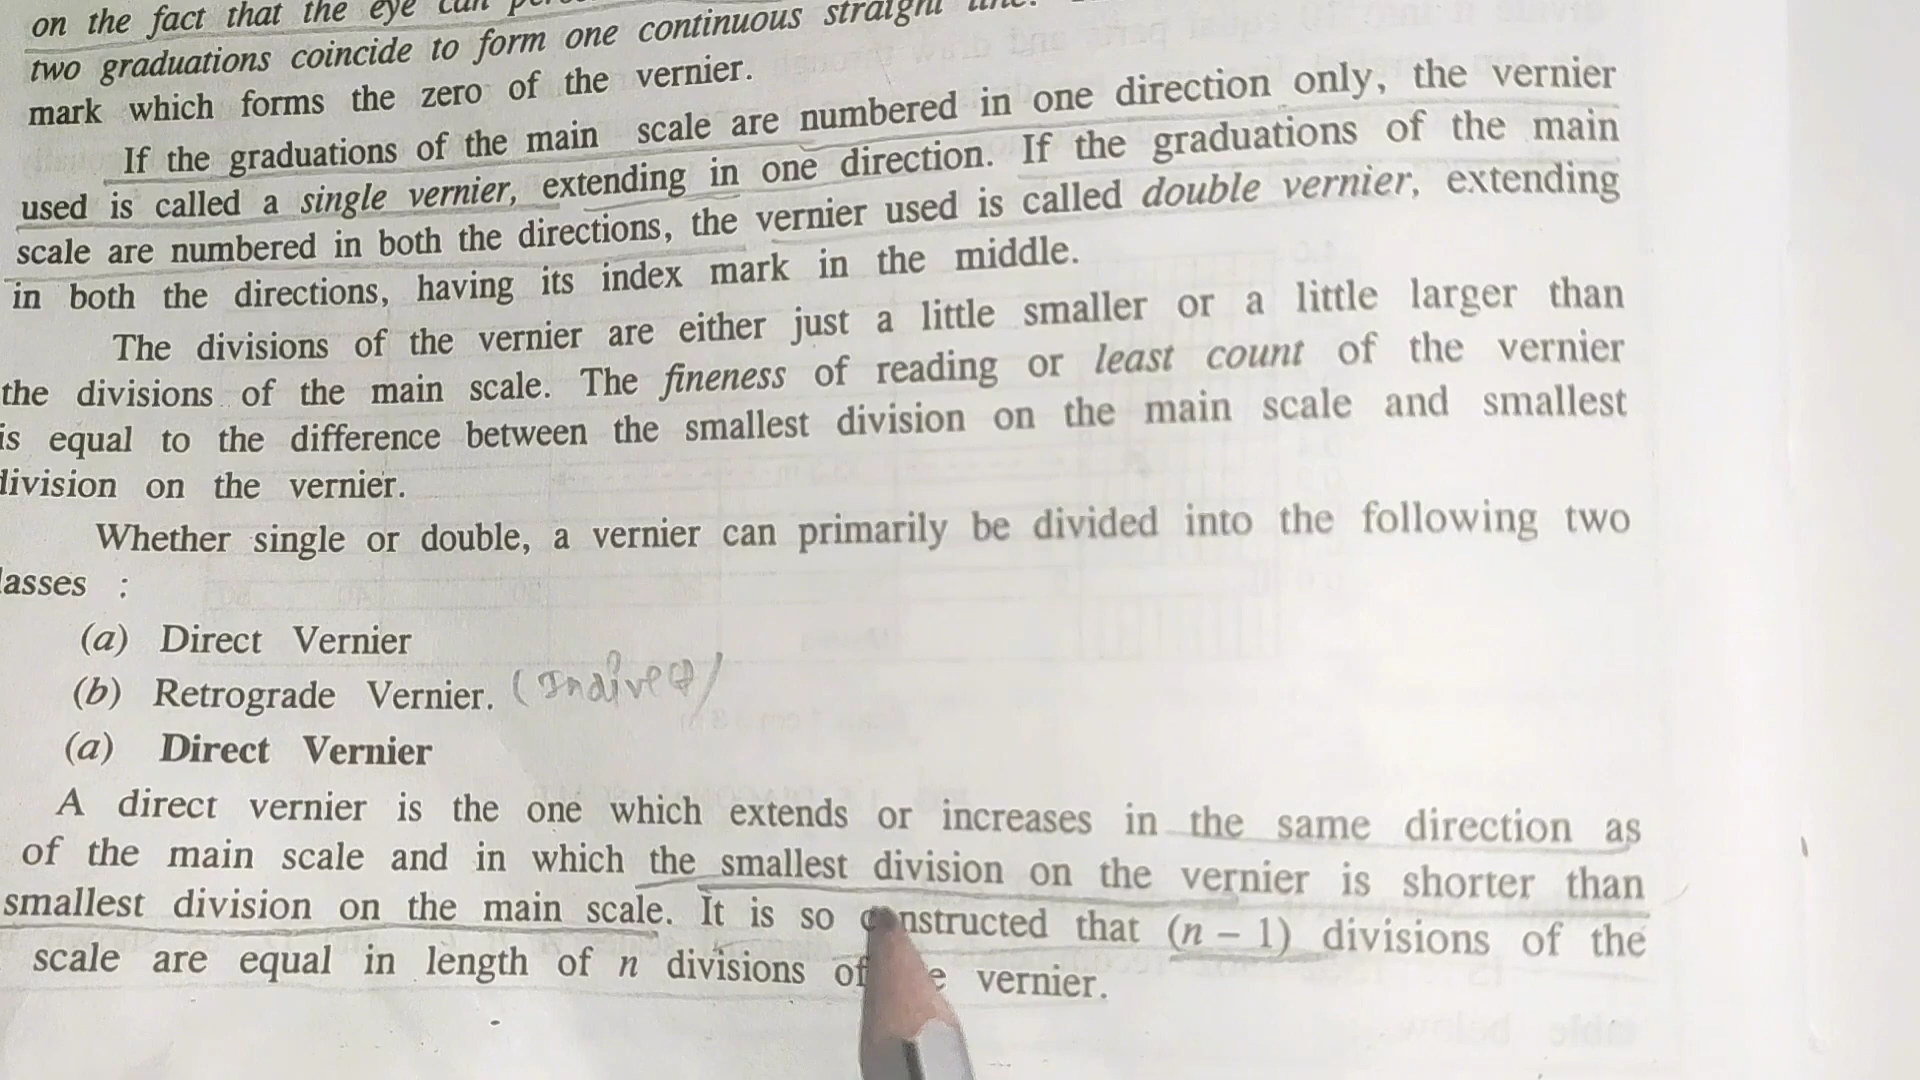 on the fact that the eye can
two graduations coincide to form one continuous straight line.
mark which forms the zero of the vernier.
If the graduations of the main scale are numbered in one direction only, the vernier
used is called a single vernier, extending in one direction. If the graduations of the main
scale are numbered in both the directions, the vernier used is called double vernier, extending
in both the directions, having its index mark in the middle.
The divisions of the vernier are either just a little smaller or a little larger than
the divisions of the main scale. The fineness of reading or least count of the vernier
is equal to the difference between the smallest division on the main scale and smallest
division on the vernier.
Whether single or double, a vernier can primarily be divided into the following two
lasses :
(a) Direct Vernier
(b) Retrograde Vernier. (Indirect)
(a) Direct Vernier
A direct vernier is the one which extends or increases in the same direction as
of the main scale and in which the smallest division on the vernier is shorter than
smallest division on the main scale. It is so constructed that (n – 1) divisions of the
scale are equal in length of n divisions of vernier.